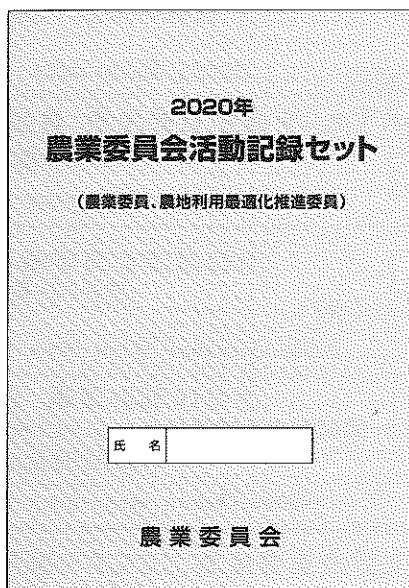 2020年
農業委員会活動記録セット
（農業委員、農地利用最適化推進委員）
氏　名
農業委員会